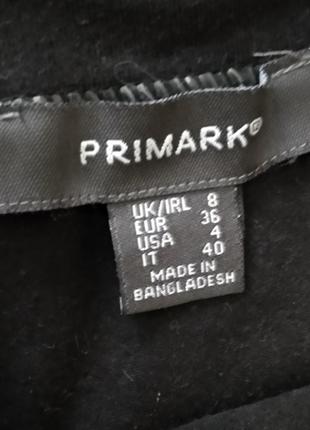 PRIMARK®
UK/IRL 8
EUR 36
USA 4
IT 40
MADE IN
BANGLADESH